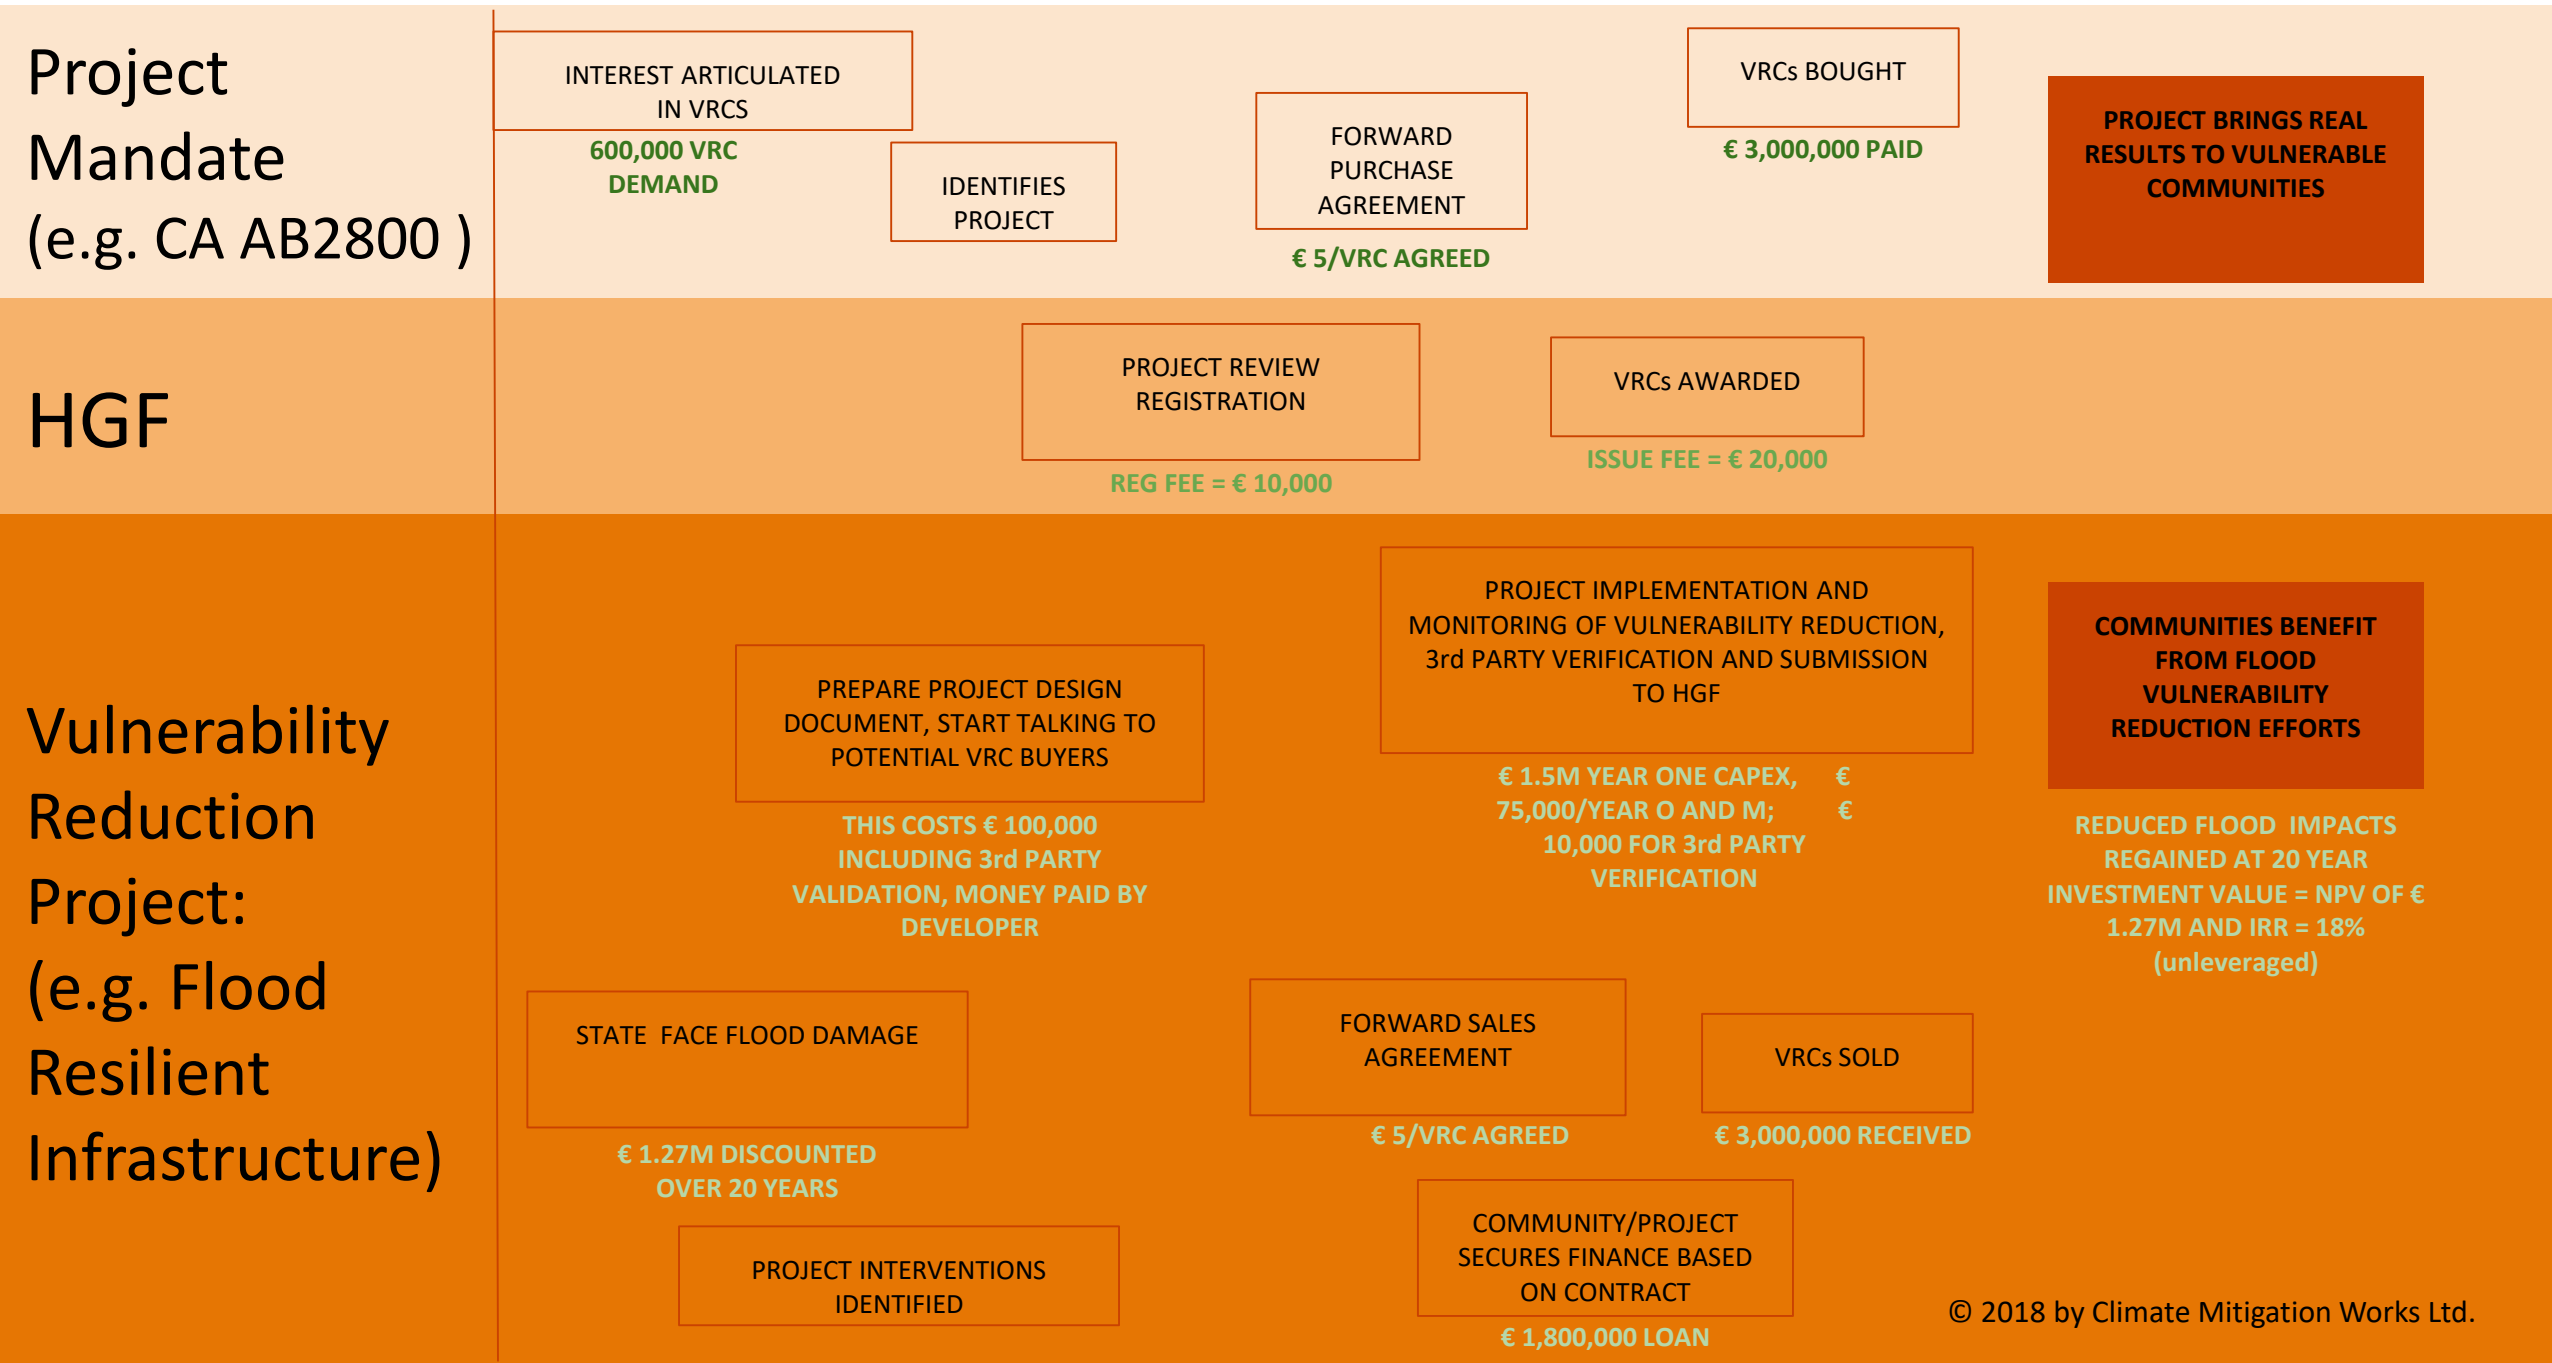 Project
Mandate
(e.g. CA AB2800 )
INTEREST ARTICULATED
IN VRCS
600,000 VRC
DEMAND
IDENTIFIES
PROJECT
FORWARD
PURCHASE
AGREEMENT
€ 5/VRC AGREED
VRCs BOUGHT
€ 3,000,000 PAID
PROJECT BRINGS REAL
RESULTS TO VULNERABLE
COMMUNITIES
HGF
PROJECT REVIEW
REGISTRATION
REG FEE = € 10,000
VRCs AWARDED
ISSUE FEE = € 20,000
Vulnerability
Reduction
Project:
(e.g. Flood
Resilient
Infrastructure)
PREPARE PROJECT DESIGN
DOCUMENT, START TALKING TO
POTENTIAL VRC BUYERS
THIS COSTS € 100,000
INCLUDING 3rd PARTY
VALIDATION, MONEY PAID BY
DEVELOPER
PROJECT IMPLEMENTATION AND
MONITORING OF VULNERABILITY REDUCTION,
3rd PARTY VERIFICATION AND SUBMISSION
TO HGF
€ 1.5M YEAR ONE CAPEX, €
75,000/YEAR O AND M; €
10,000 FOR 3rd PARTY
VERIFICATION
COMMUNITIES BENEFIT
FROM FLOOD
VULNERABILITY
REDUCTION EFFORTS
REDUCED FLOOD IMPACTS
REGAINED AT 20 YEAR
INVESTMENT VALUE = NPV OF €
1.27M AND IRR = 18%
(unleveraged)
STATE FACE FLOOD DAMAGE
€ 1.27M DISCOUNTED
OVER 20 YEARS
PROJECT INTERVENTIONS
IDENTIFIED
FORWARD SALES
AGREEMENT
€ 5/VRC AGREED
VRCs SOLD
€ 3,000,000 RECEIVED
COMMUNITY/PROJECT
SECURES FINANCE BASED
ON CONTRACT
€ 1,800,000 LOAN
© 2018 by Climate Mitigation Works Ltd.